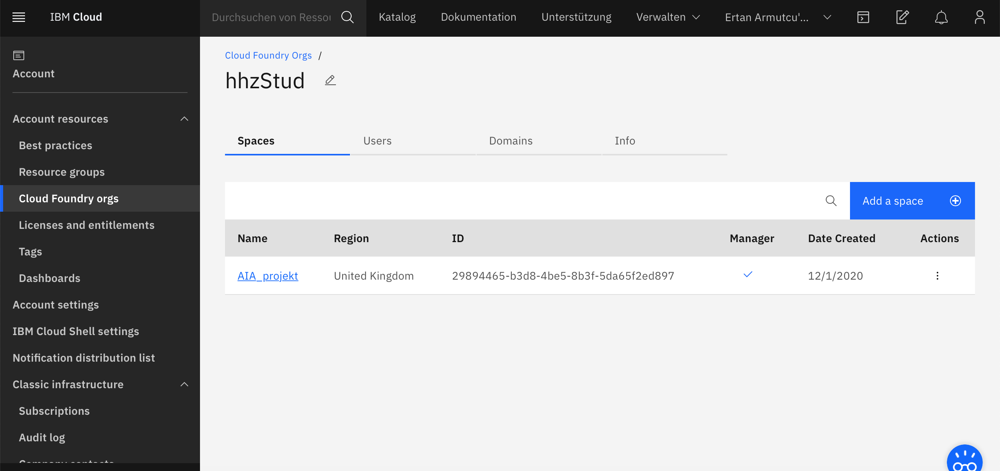 IBM Cloud
Durchsuchen von Ressou
Katalog
Dokumentation
Unterstützung
Verwalten
Ertan Armutcu'...
Account
Account resources
Best practices
Resource groups
Cloud Foundry orgs
Licenses and entitlements
Tags
Dashboards
Account settings
IBM Cloud Shell settings
Notification distribution list
Classic infrastructure
Subscriptions
Audit log
Company contacts
Cloud Foundry Orgs /
hhzStud
Spaces Users Domains Info
Add a space
Name Region ID Manager Date Created Actions
AIA_projekt United Kingdom 29894465-b3d8-4be5-8b3f-5da65f2ed897 12/1/2020